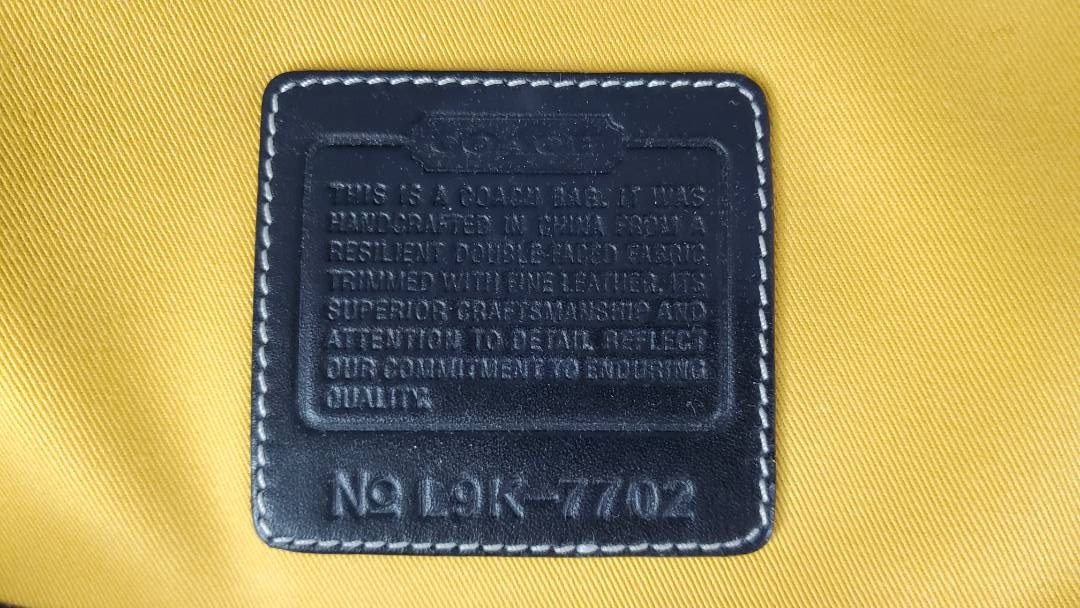 COACH
THIS IS A COACH BAG. IT WAS
HANDCRAFTED IN CHINA FROM A
RESILIENT DOUBLE-FACED FABRIC
TRIMMED WITH FINE LEATHER. ITS
SUPERIOR CRAFTSMANSHIP AND
ATTENTION TO DETAIL REFLECT
OUR COMMITMENT TO ENDURING
QUALITY.
No L9K-7702